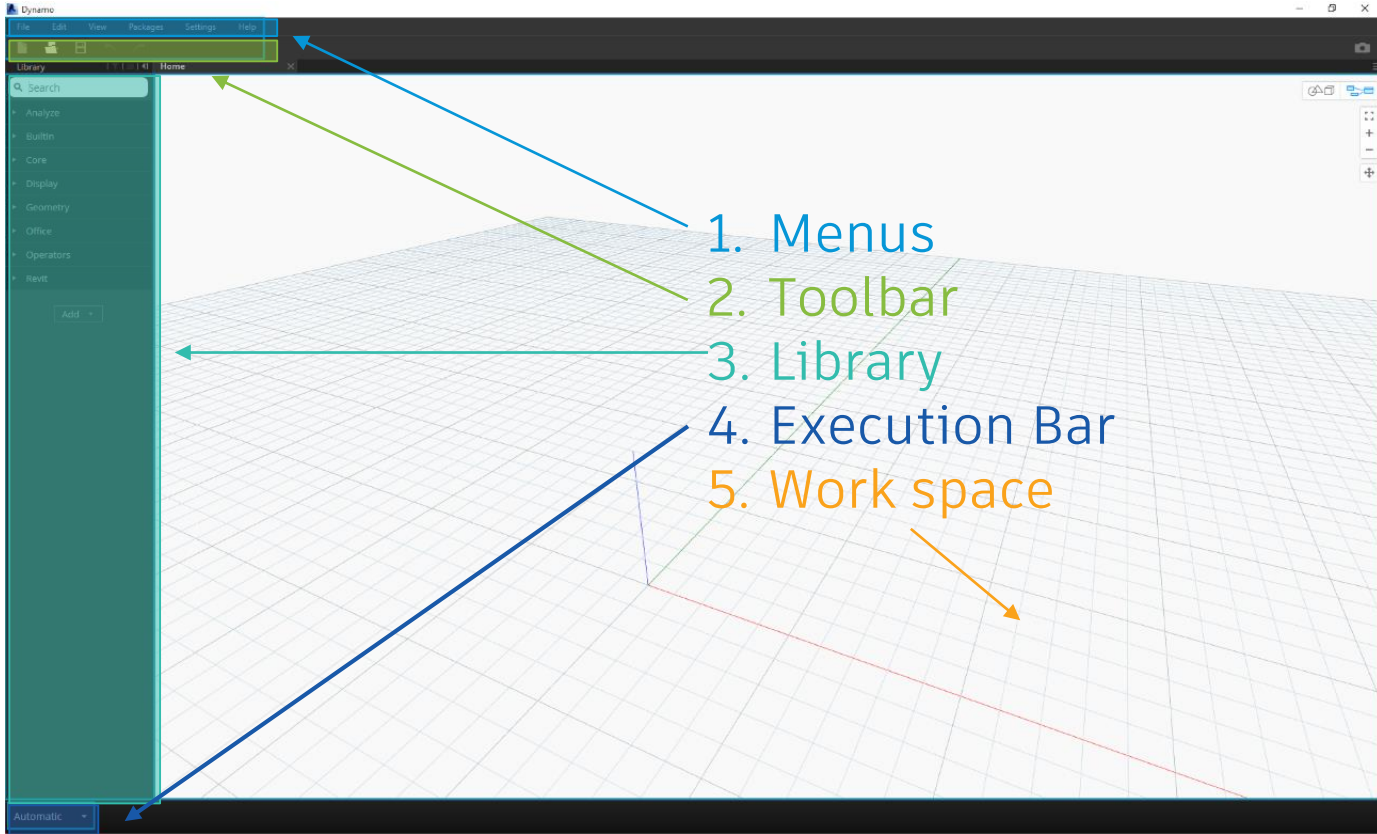 Dynamo
File Edit View Packages Settings Help
Library
Home
Search
Analyze
BuiltIn
Core
Display
Geometry
Office
Operators
Revit
Add
1. Menus
2. Toolbar
3. Library
4. Execution Bar
5. Work space
Automatic